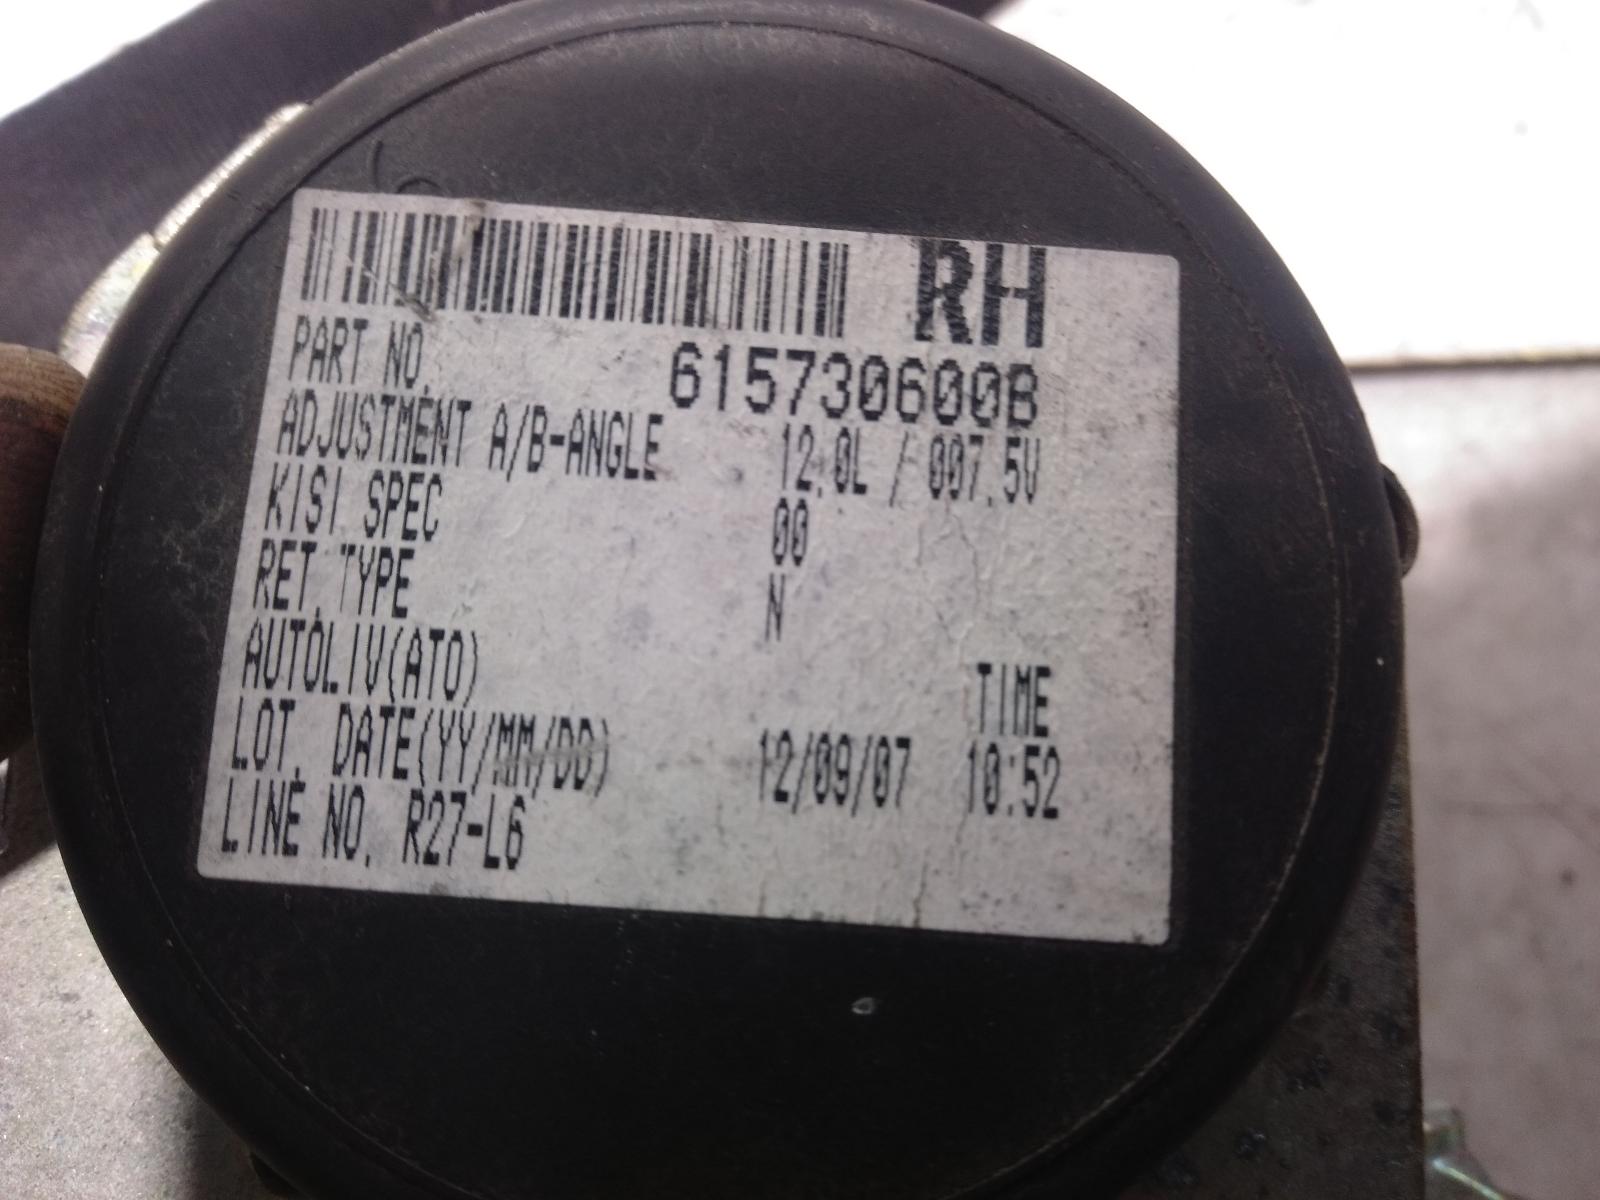 RH
PART NO. 615730600B
ADJUSTMENT A/B-ANGLE 12.0L / 007.5V
KISI SPEC 00
RET. TYPE N
AUTOLIV(ATO) TIME
LOT. DATE(YY/MM/DD) 12/09/07 10:52
LINE NO. R27-L6